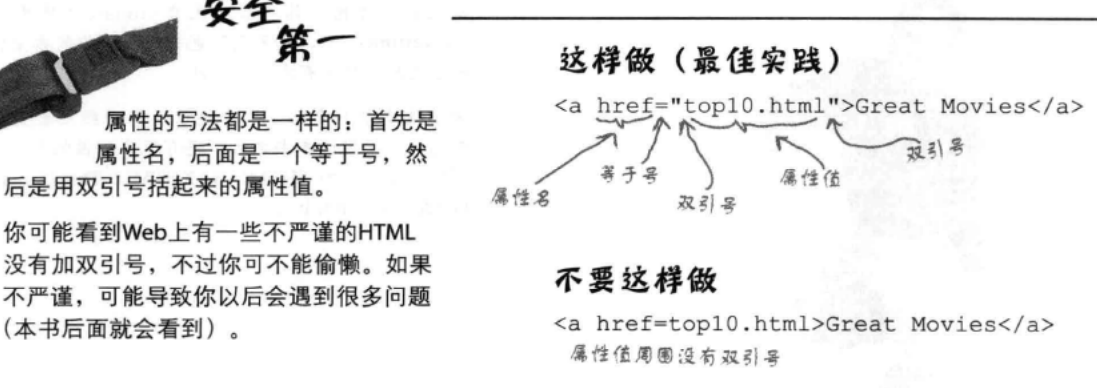 安全
第一
属性的写法都是一样的：首先是
属性名，后面是一个等于号，然
后是用双引号括起来的属性值。
你可能看到Web上有一些不严谨的HTML
没有加双引号，不过你可不能偷懒。如果
不严谨，可能导致你以后会遇到很多问题
（本书后面就会看到）。
这样做（最佳实践）
<a href="top10.html">Great Movies</a>
属性名
等于号
双引号
属性值
双引号
不要这样做
<a href=top10.html>Great Movies</a>
属性值周围没有双引号